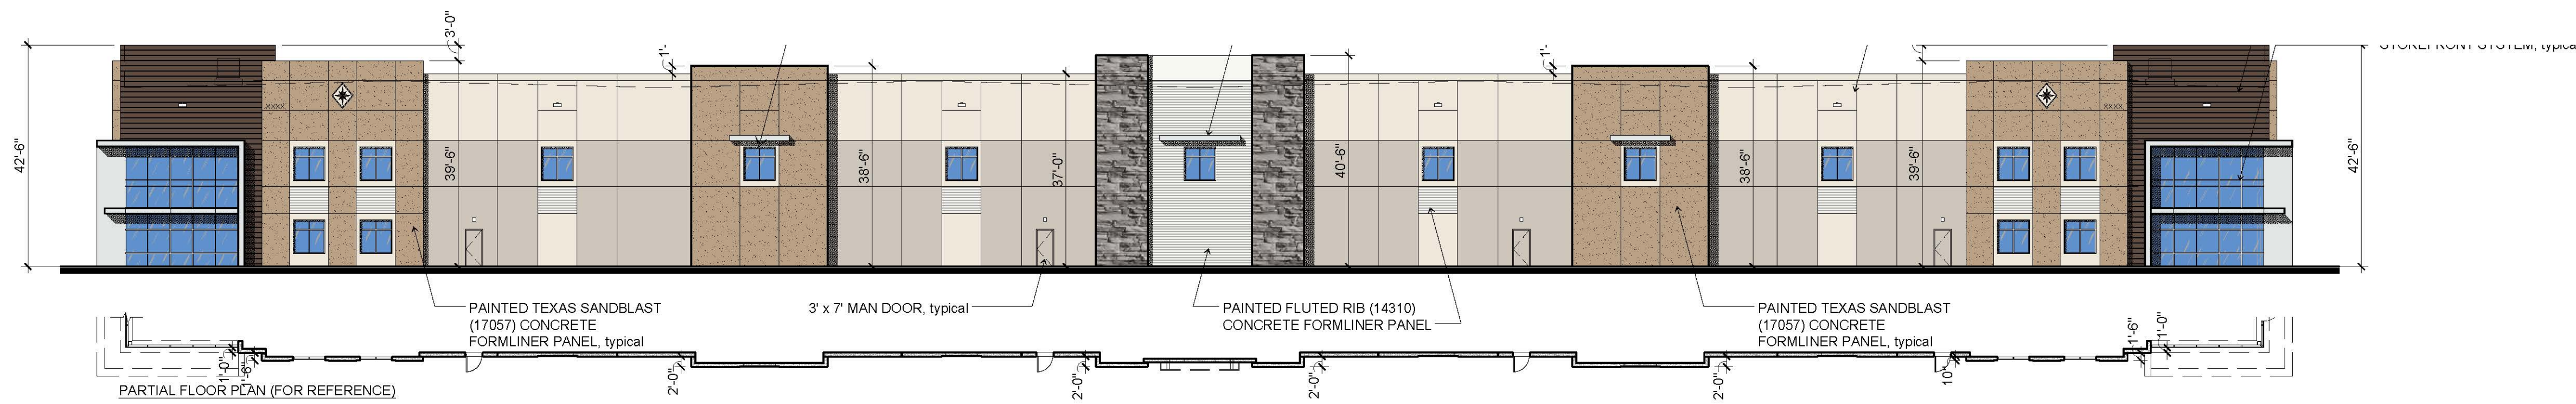 3'-0"
1'-
1'-
STOREFRONT SYSTEM, typical
42'-6"
39'-6"
38'-6"
37'-0"
40'-6"
38'-6"
39'-6"
42'-6"
XXXX
XXXX
PAINTED TEXAS SANDBLAST
(17057) CONCRETE
FORMLINER PANEL, typical
3' x 7' MAN DOOR, typical
PAINTED FLUTED RIB (14310)
CONCRETE FORMLINER PANEL
PAINTED TEXAS SANDBLAST
(17057) CONCRETE
FORMLINER PANEL, typical
1'-0"
1'-6"
2'-0"
2'-0"
2'-0"
2'-0"
10"
1'-6"
1'-0"
PARTIAL FLOOR PLAN (FOR REFERENCE)